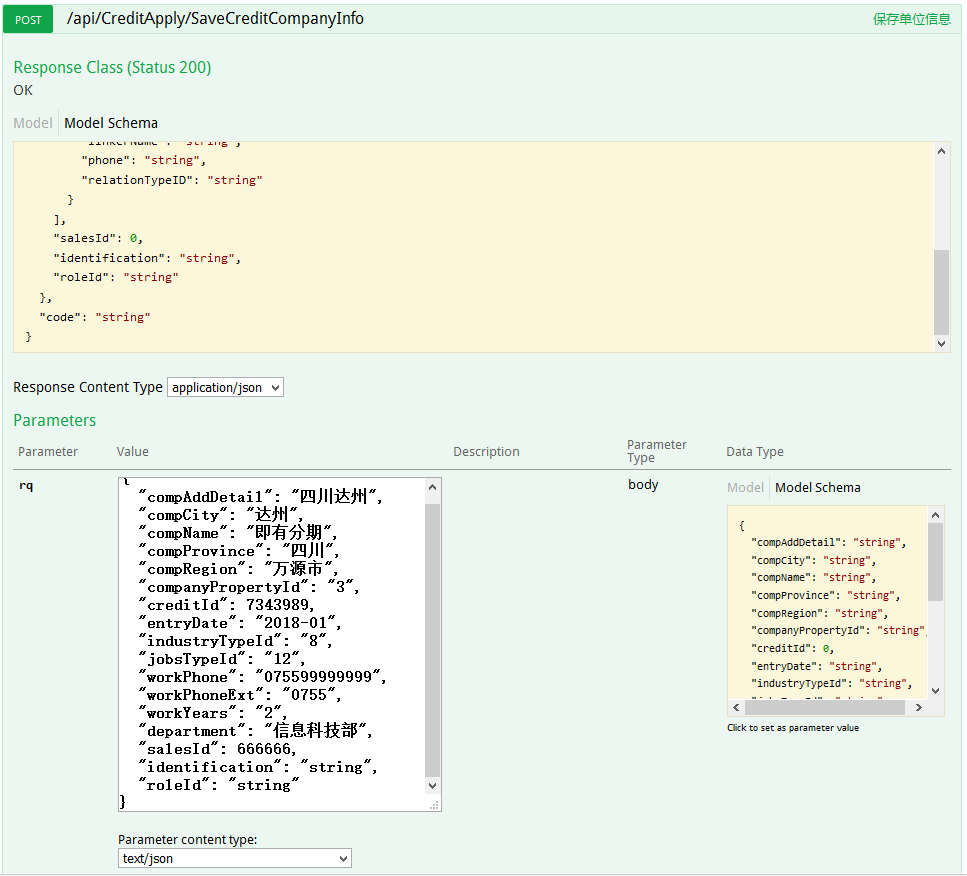 POST /api/CreditApply/SaveCreditCompanyInfo 保存单位信息
Response Class (Status 200)
OK
Model Model Schema
"linkerName": "string",
"phone": "string",
"relationTypeID": "string"
}
],
"salesId": 0,
"identification": "string",
"roleId": "string"
},
"code": "string"
}
Response Content Type application/json
Parameters
Parameter Value Description Parameter Type Data Type
rq
{
"compAddDetail": "四川达州",
"compCity": "达州",
"compName": "即有分期",
"compProvince": "四川",
"compRegion": "万源市",
"companyPropertyId": "3",
"creditId": 7343989,
"entryDate": "2018-01",
"industryTypeId": "8",
"jobsTypeId": "12",
"workPhone": "075599999999",
"workPhoneExt": "0755",
"workYears": "2",
"department": "信息科技部",
"salesId": 666666,
"identification": "string",
"roleId": "string"
}
Parameter content type:
text/json
body
Model Model Schema
{
"compAddDetail": "string",
"compCity": "string",
"compName": "string",
"compProvince": "string",
"compRegion": "string",
"companyPropertyId": "string",
"creditId": 0,
"entryDate": "string",
"industryTypeId": "string",
"jobsTypeId": "string",
Click to set as parameter value